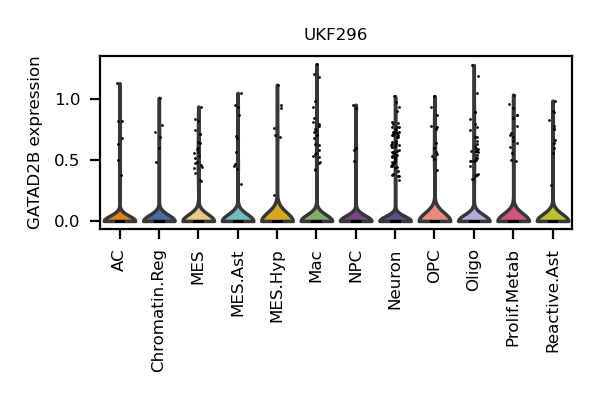 UKF296
GATAD2B expression
1.0
0.5
0.0
AC
Chromatin.Reg
MES
MES.Ast
MES.Hyp
Mac
NPC
Neuron
OPC
Oligo
Prolif.Metab
Reactive.Ast